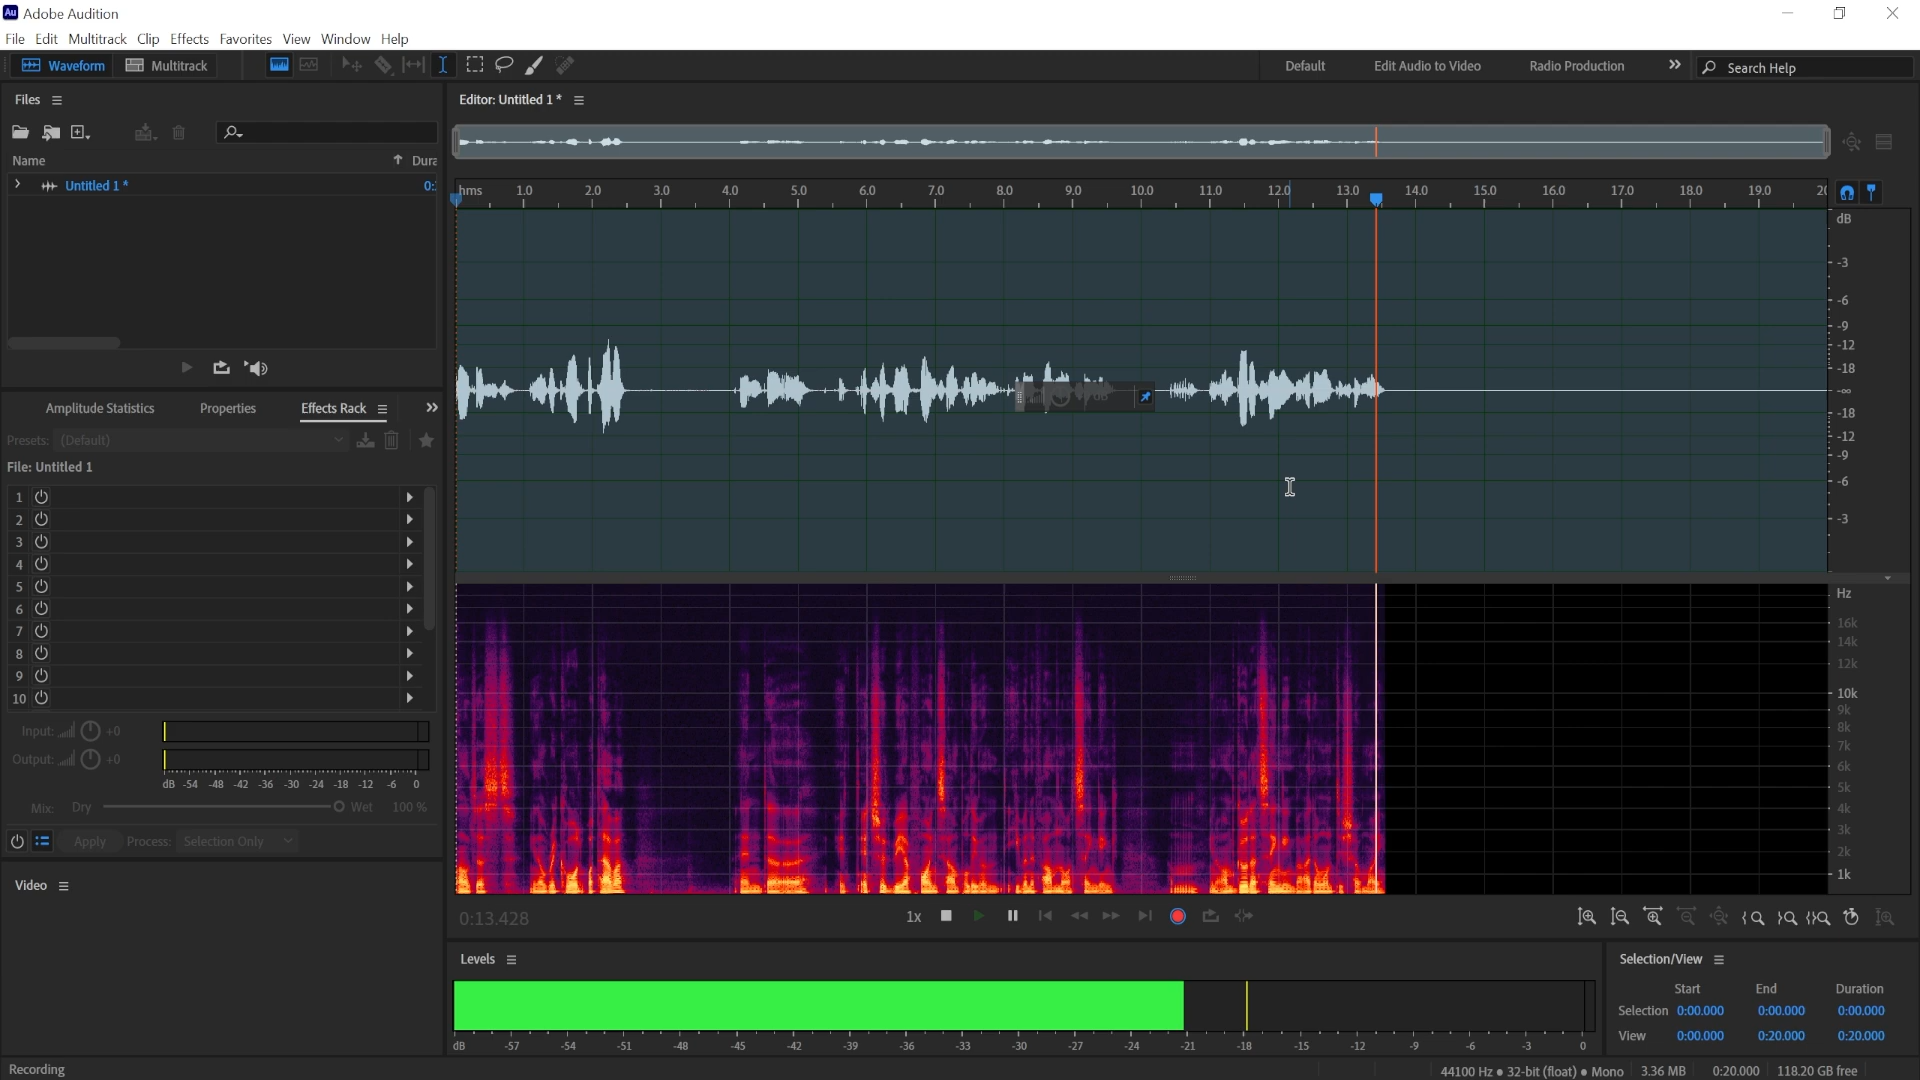 Au Adobe Audition
File Edit Multitrack Clip Effects Favorites View Window Help
Waveform Multitrack Default Edit Audio to Video Radio Production Search Help
Files
Name Dura
Untitled 1 * 0:
Amplitude Statistics Properties Effects Rack
Presets: (Default)
File: Untitled 1
1
2
3
4
5
6
7
8
9
10
Input: +0
Output: +0
dB -54 -48 -42 -36 -30 -24 -18 -12 -6 0
Mix: Dry Wet 100 %
Apply Process: Selection Only
Video
Editor: Untitled 1 *
hms 1.0 2.0 3.0 4.0 5.0 6.0 7.0 8.0 9.0 10.0 11.0 12.0 13.0 14.0 15.0 16.0 17.0 18.0 19.0 20
dB
-3
-6
-9
-12
-18
-∞
-18
-12
-9
-6
-3
Hz
16k
14k
12k
10k
9k
8k
7k
6k
5k
4k
3k
2k
1k
0:13.428 1x
Levels
dB -57 -54 -51 -48 -45 -42 -39 -36 -33 -30 -27 -24 -21 -18 -15 -12 -9 -6 -3 0
Selection/View
Start End Duration
Selection 0:00.000 0:00.000 0:00.000
View 0:00.000 0:20.000 0:20.000
Recording 44100 Hz ● 32-bit (float) ● Mono 3.36 MB 0:20.000 118.20 GB free